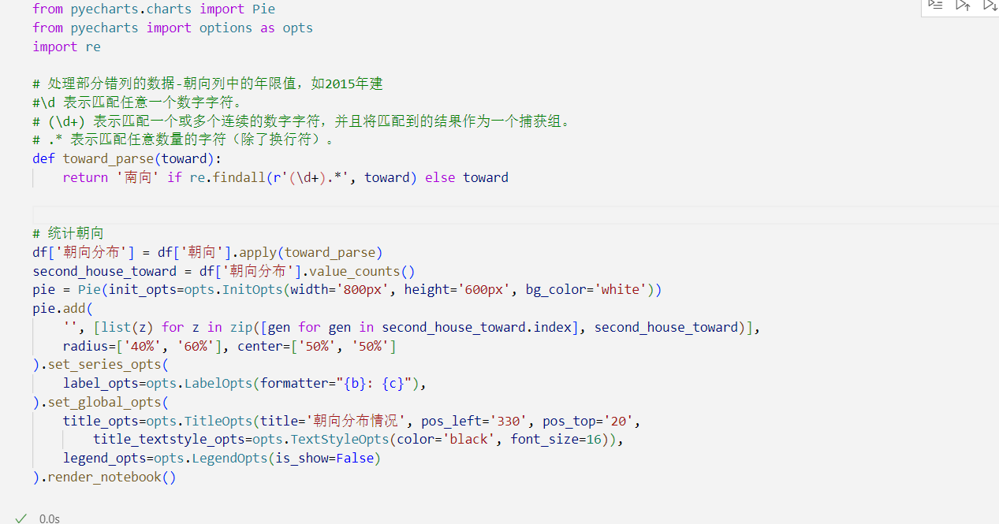 from pyecharts.charts import Pie
from pyecharts import options as opts
import re
# 处理部分错列的数据-朝向列中的年限值，如2015年建
#\d 表示匹配任意一个数字字符。
# (\d+) 表示匹配一个或多个连续的数字字符，并且将匹配到的结果作为一个捕获组。
# .* 表示匹配任意数量的字符（除了换行符）。
def toward_parse(toward):
    return '南向' if re.findall(r'(\d+).*', toward) else toward
# 统计朝向
df['朝向分布'] = df['朝向'].apply(toward_parse)
second_house_toward = df['朝向分布'].value_counts()
pie = Pie(init_opts=opts.InitOpts(width='800px', height='600px', bg_color='white'))
pie.add(
    '', [list(z) for z in zip([gen for gen in second_house_toward.index], second_house_toward)],
    radius=['40%', '60%'], center=['50%', '50%']
).set_series_opts(
    label_opts=opts.LabelOpts(formatter="{b}: {c}"),
).set_global_opts(
    title_opts=opts.TitleOpts(title='朝向分布情况', pos_left='330', pos_top='20',
        title_textstyle_opts=opts.TextStyleOpts(color='black', font_size=16)),
    legend_opts=opts.LegendOpts(is_show=False)
).render_notebook()
0.0s